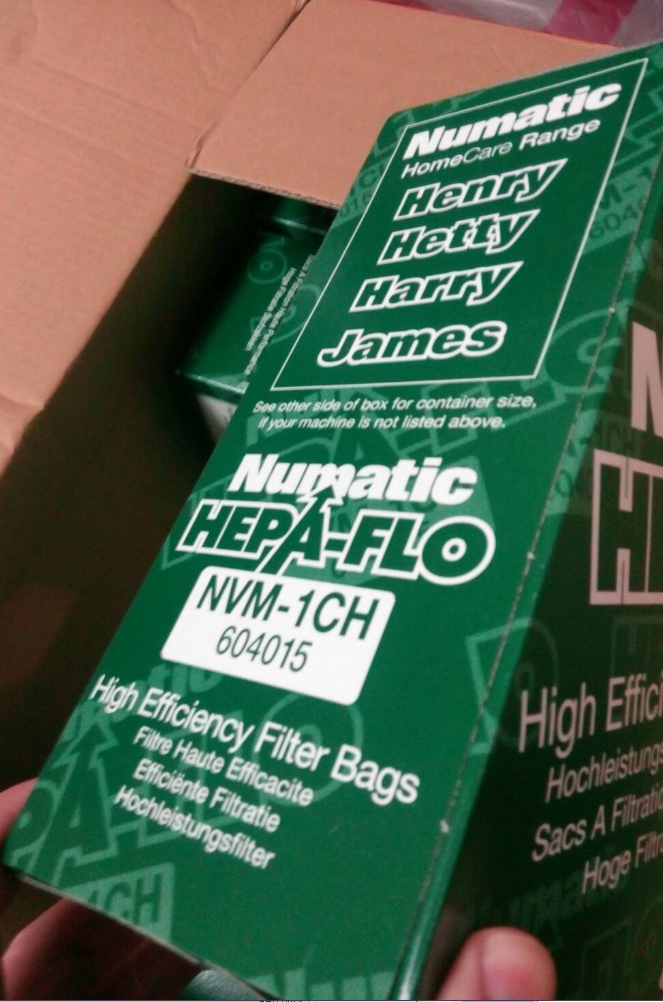 Numatic
HomeCare Range
Henry
Hetty
Harry
James
See other side of box for container size,
if your machine is not listed above.
Numatic
HEPA-FLO
NVM-1CH
604015
High Efficiency Filter Bags
Filtre Haute Efficacite
Efficiënte Filtratie
Hochleistungsfilter
N
H
High Effici
Hochleistungs
Sacs A Filtrati
Hoge Filtr